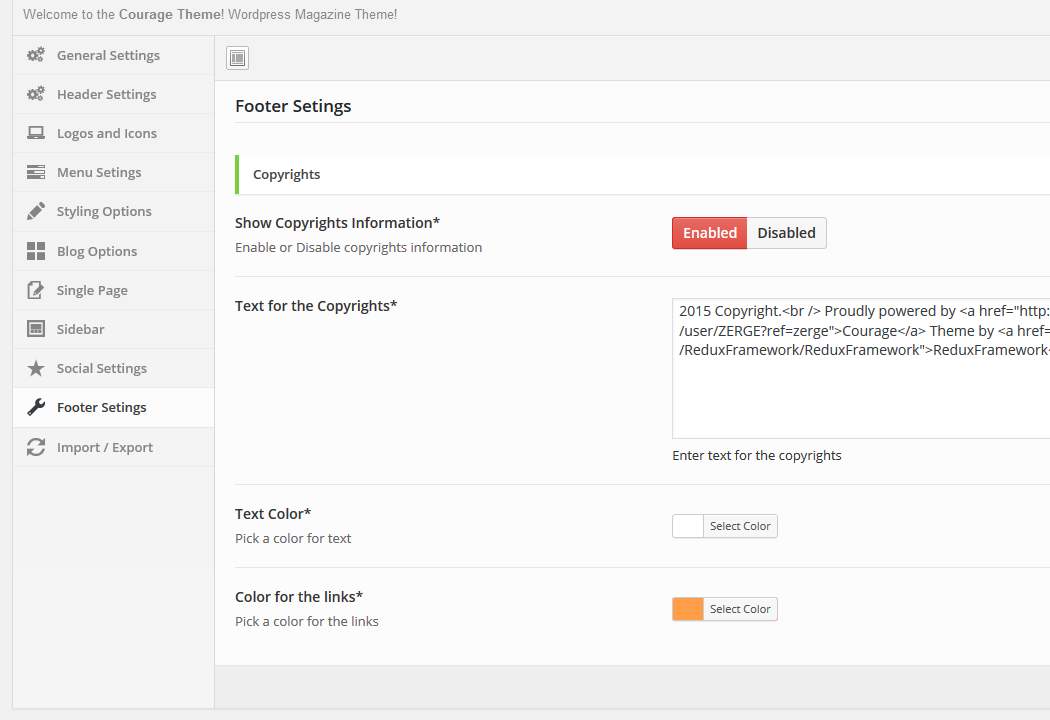 Welcome to the Courage Theme! Wordpress Magazine Theme!
General Settings
Header Settings
Logos and Icons
Menu Setings
Styling Options
Blog Options
Single Page
Sidebar
Social Settings
Footer Setings
Import / Export
Footer Setings
Copyrights
Show Copyrights Information*
Enable or Disable copyrights information
Enabled Disabled
Text for the Copyrights*
2015 Copyright.<br /> Proudly powered by <a href="http:
/user/ZERGE?ref=zerge">Courage</a> Theme by <a href=
/ReduxFramework/ReduxFramework">ReduxFramework<
Enter text for the copyrights
Text Color*
Pick a color for text
Select Color
Color for the links*
Pick a color for the links
Select Color